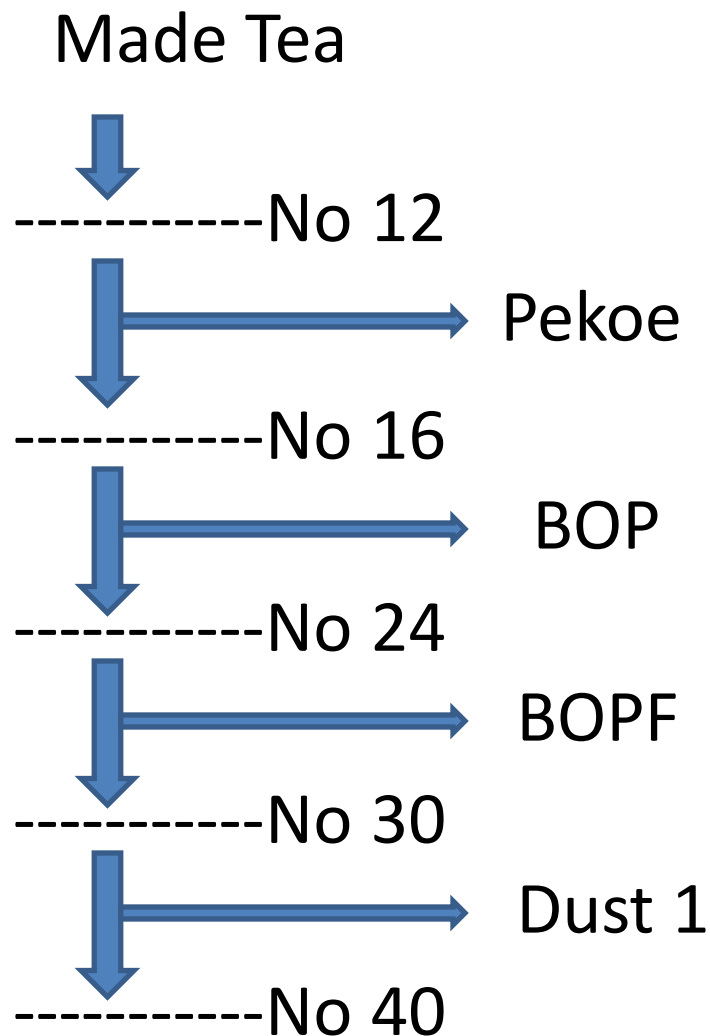 Made Tea
No 12
Pekoe
No 16
BOP
No 24
BOPF
No 30
Dust 1
No 40